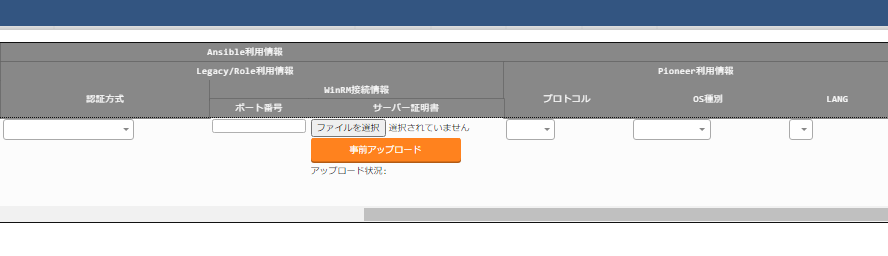 Ansible利用情報
Legacy/Role利用情報
Pioneer利用情報
認証方式
WinRM接続情報
ポート番号
サーバー証明書
プロトコル
OS種別
LANG
ファイルを選択 選択されていません
事前アップロード
アップロード状況: